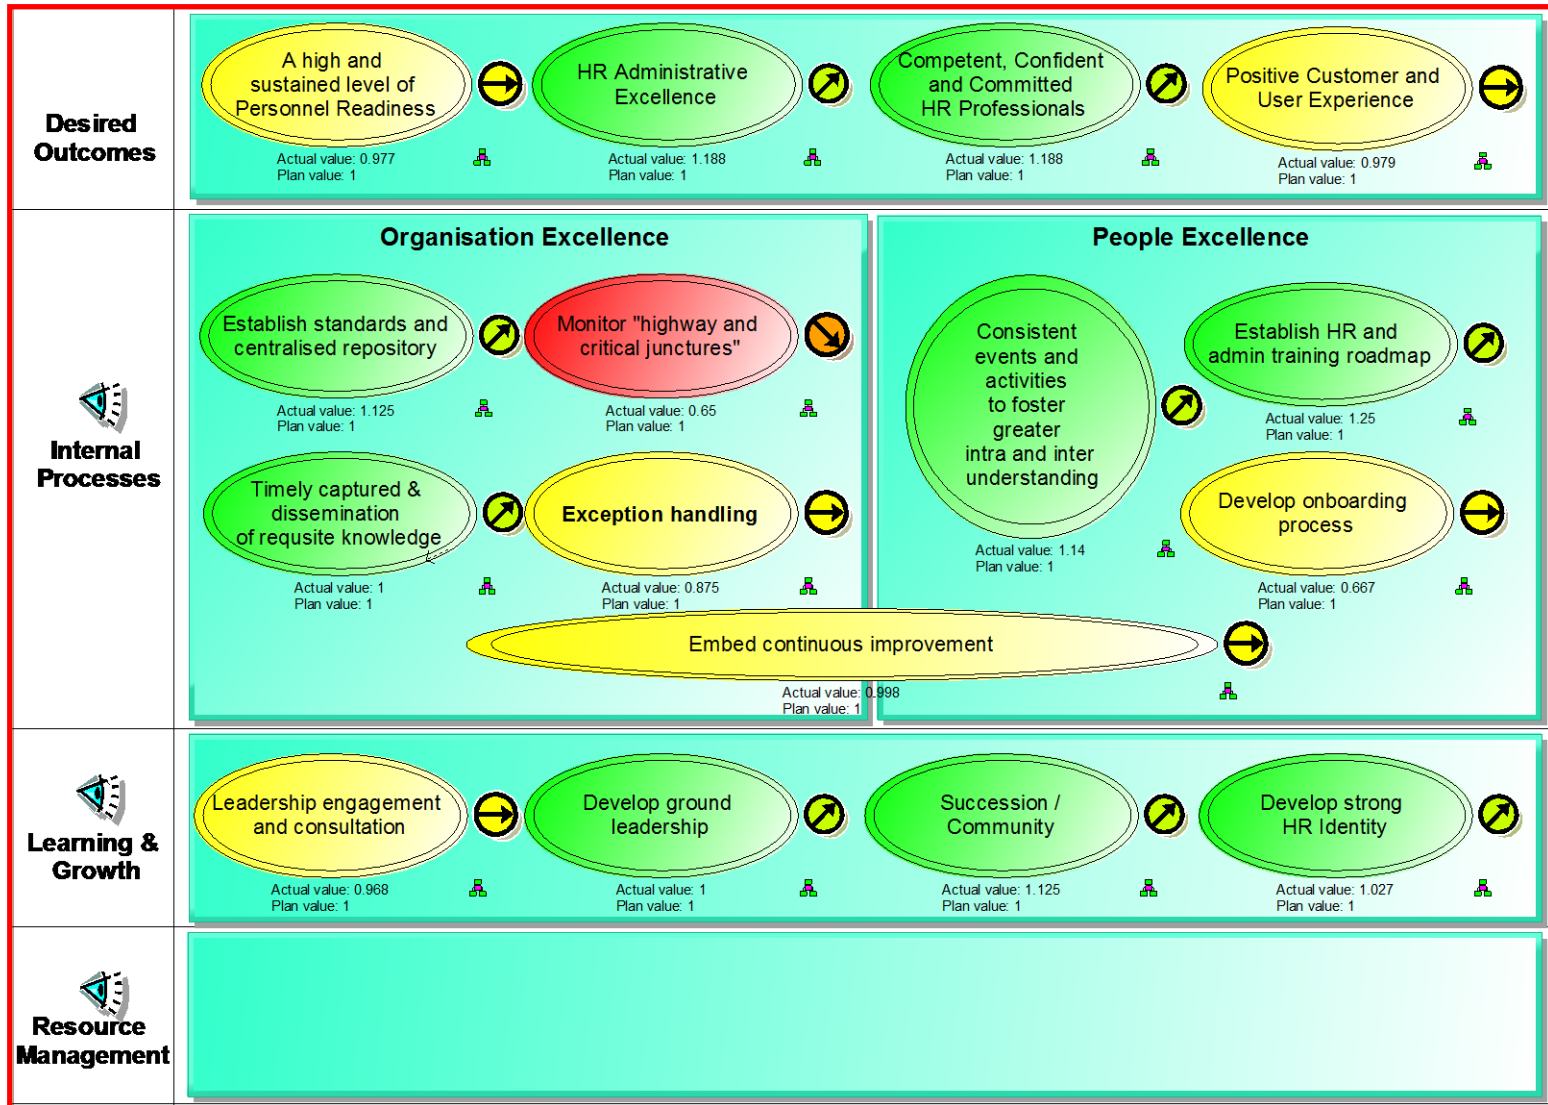 Desired
Outcomes
A high and
sustained level of
Personnel Readiness
Actual value: 0.977
Plan value: 1
HR Administrative
Excellence
Actual value: 1.188
Plan value: 1
Competent, Confident
and Committed
HR Professionals
Actual value: 1.188
Plan value: 1
Positive Customer and
User Experience
Actual value: 0.979
Plan value: 1
Internal
Processes
Organisation Excellence
Establish standards and
centralised repository
Actual value: 1.125
Plan value: 1
Monitor "highway and
critical junctures"
Actual value: 0.65
Plan value: 1
Timely captured &
dissemination
of requsite knowledge
Actual value: 1
Plan value: 1
Exception handling
Actual value: 0.875
Plan value: 1
People Excellence
Consistent
events and
activities
to foster
greater
intra and inter
understanding
Actual value: 1.14
Plan value: 1
Establish HR and
admin training roadmap
Actual value: 1.25
Plan value: 1
Develop onboarding
process
Actual value: 0.667
Plan value: 1
Embed continuous improvement
Actual value: 0.998
Plan value: 1
Learning &
Growth
Leadership engagement
and consultation
Actual value: 0.968
Plan value: 1
Develop ground
leadership
Actual value: 1
Plan value: 1
Succession /
Community
Actual value: 1.125
Plan value: 1
Develop strong
HR Identity
Actual value: 1.027
Plan value: 1
Resource
Management